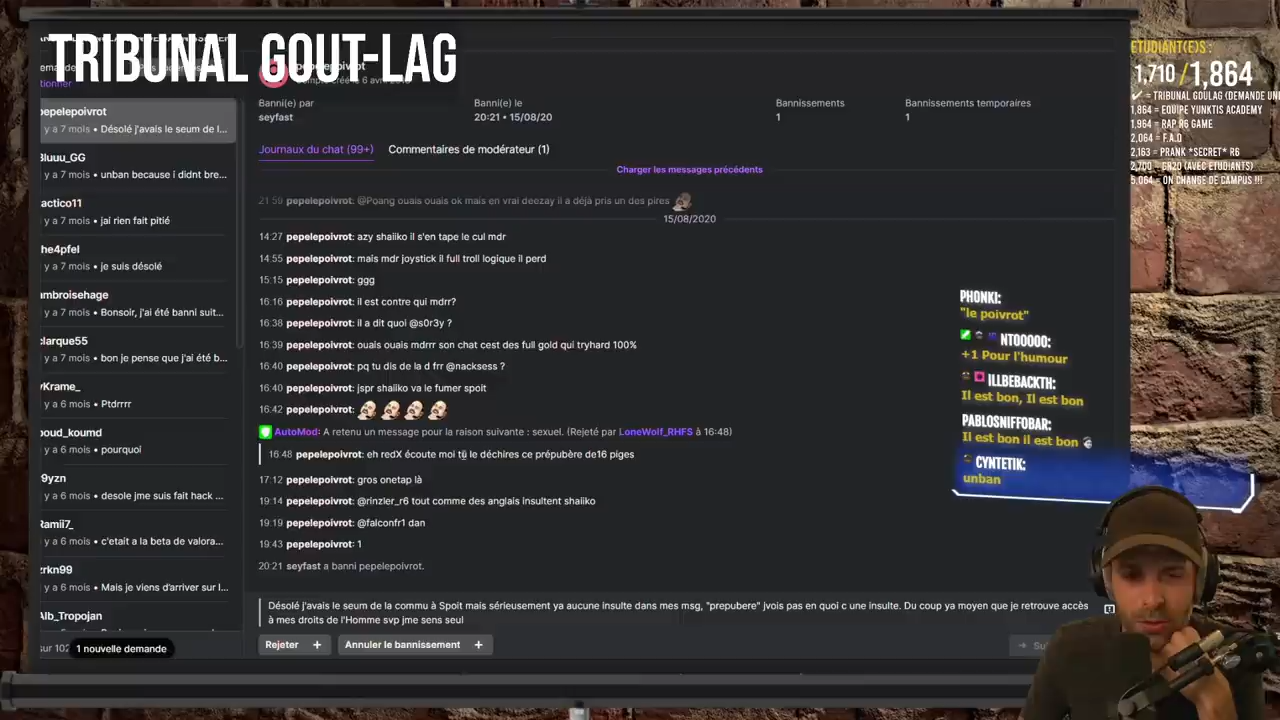 TRIBUNAL GOUT-LAG
Banni(e) par
seyfast
Banni(e) le
20:21 • 15/08/20
Bannissements
1
Bannissements temporaires
1
Journaux du chat (99+)
Commentaires de modérateur (1)
Charger les messages précédents
21:59 pepelepoivrot: @Poang ouais ouais ok mais en vrai deezay il a déjà pris un des pires
15/08/2020
14:27 pepelepoivrot: azy shaiiko il s'en tape le cul mdr
14:55 pepelepoivrot: mais mdr joystick il full troll logique il perd
15:15 pepelepoivrot: ggg
16:16 pepelepoivrot: il est contre qui mdrr?
16:38 pepelepoivrot: il a dit quoi @s0r3y ?
16:39 pepelepoivrot: ouais ouais mdrrr son chat cest des full gold qui tryhard 100%
16:40 pepelepoivrot: pq tu dis de la d frr @nacksess ?
16:40 pepelepoivrot: jspr shaiiko va le fumer spoit
16:42 pepelepoivrot:
AutoMod: A retenu un message pour la raison suivante : sexuel. (Rejeté par LoneWolf_RHFS à 16:48)
16:48 pepelepoivrot: eh redX écoute moi tu le déchires ce prépubère de16 piges
17:12 pepelepoivrot: gros onetap là
19:14 pepelepoivrot: @rinzler_r6 tout comme des anglais insultent shaiiko
19:19 pepelepoivrot: @falconfr1 dan
19:43 pepelepoivrot: 1
20:21 seyfast a banni pepelepoivrot.
Désolé j'avais le seum de la commu à Spoit mais sérieusement ya aucune insulte dans mes msg, "prepubere" jvois pas en quoi c une insulte. Du coup ya moyen que je retrouve accès
à mes droits de l'Homme svp jme sens seul
Rejeter +
Annuler le bannissement +
pepelepoivrot
y a 7 mois • Désolé j'avais le seum de l...
Bluuu_GG
y a 7 mois • unban because i didnt bre...
actico11
y a 7 mois • jai rien fait pitié
he4pfel
y a 7 mois • je suis désolé
ambroisehage
y a 7 mois • Bonsoir, j'ai été banni suit...
clarque55
y a 7 mois • bon je pense que j'ai été b...
yKrame_
y a 6 mois • Ptdrrrr
poud_koumd
y a 6 mois • pourquoi
9yzn
y a 6 mois • desole jme suis fait hack ...
Ramii7_
y a 6 mois • c'etait a la beta de valora...
zrkn99
y a 6 mois • Mais je viens d'arriver sur l...
Alb_Tropojan
sur 102
1 nouvelle demande
ETUDIANT(E)S :
1,710 / 1,864
✓ = TRIBUNAL GOULAG (DEMANDE UN
1,864 = EQUIPE YUNKTIS ACADEMY
1,964 = RAP R6 GAME
2,064 = F.A.Q
2,163 = PRANK *SECRET* R6
2,700 = GRZO (AVEC ETUDIANTS)
5,064 = ON CHANGE DE CAMPUS !!!
PHONKI:
"le poivrot"
NTOOOOO:
+1 Pour l'humour
ILLBEBACKTH:
Il est bon, Il est bon
PABLOSNIFFOBAR:
Il est bon il est bon
CYNTETIK:
unban